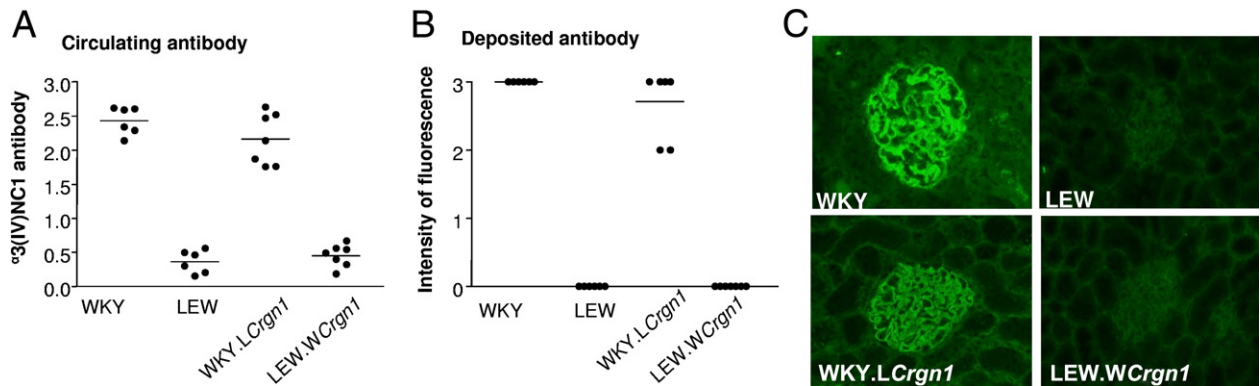 A
Circulating antibody
α3(IV)NC1 antibody
3.0
2.5
2.0
1.5
1.0
0.5
0.0
WKY
LEW
WKY.LCrgn1
LEW.WCrgn1
B
Deposited antibody
Intensity of fluorescence
3
2
1
0
WKY
LEW
WKY.LCrgn1
LEW.WCrgn1
C
WKY
LEW
WKY.LCrgn1
LEW.WCrgn1